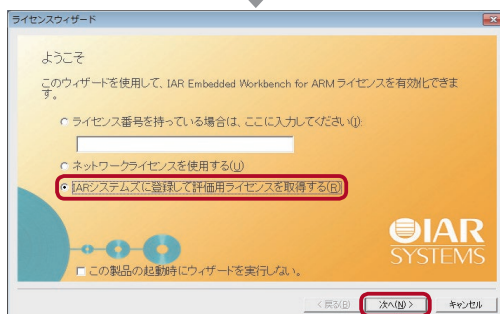 ライセンスウィザード
ようこそ
このウィザードを使用して、IAR Embedded Workbench for ARM ライセンスを有効化できま
す。
ライセンス番号を持っている場合は、ここに入力してください(I):
ネットワークライセンスを使用する(U)
IARシステムズに登録して評価用ライセンスを取得する(R)
IAR
SYSTEMS
この製品の起動時にウィザードを実行しない。
< 戻る(B)
次へ(N) >
キャンセル